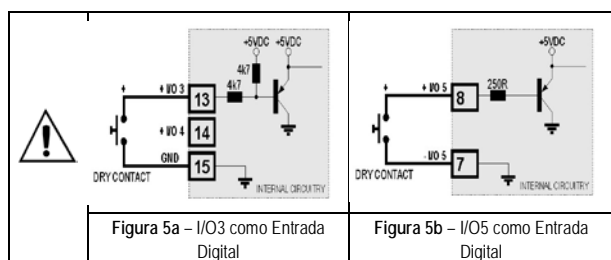 +5VDC +5VDC
4k7
4k7
+ I/O 3
13
+ I/O 4
14
GND
15
DRY CONTACT
INTERNAL CIRCUITRY
Figura 5a – I/O3 como Entrada
Digital
+5VDC
+ I/O 5
8
250R
- I/O 5
7
DRY CONTACT
INTERNAL CIRCUITRY
Figura 5b – I/O5 como Entrada
Digital